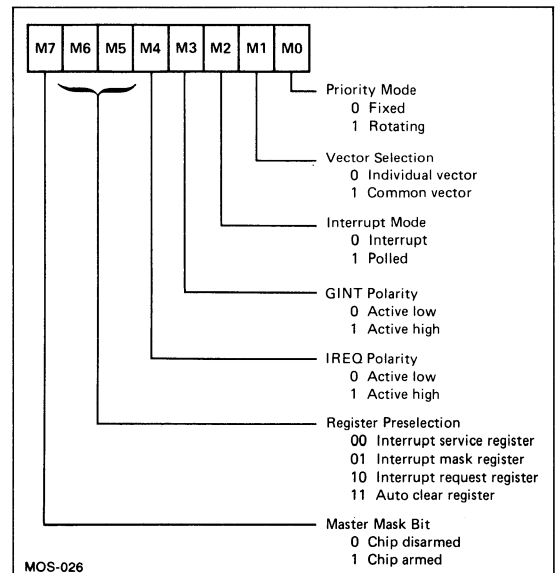 M7 M6 M5 M4 M3 M2 M1 M0
Priority Mode
0 Fixed
1 Rotating
Vector Selection
0 Individual vector
1 Common vector
Interrupt Mode
0 Interrupt
1 Polled
GINT Polarity
0 Active low
1 Active high
IREQ Polarity
0 Active low
1 Active high
Register Preselection
00 Interrupt service register
01 Interrupt mask register
10 Interrupt request register
11 Auto clear register
Master Mask Bit
0 Chip disarmed
1 Chip armed
MOS-026